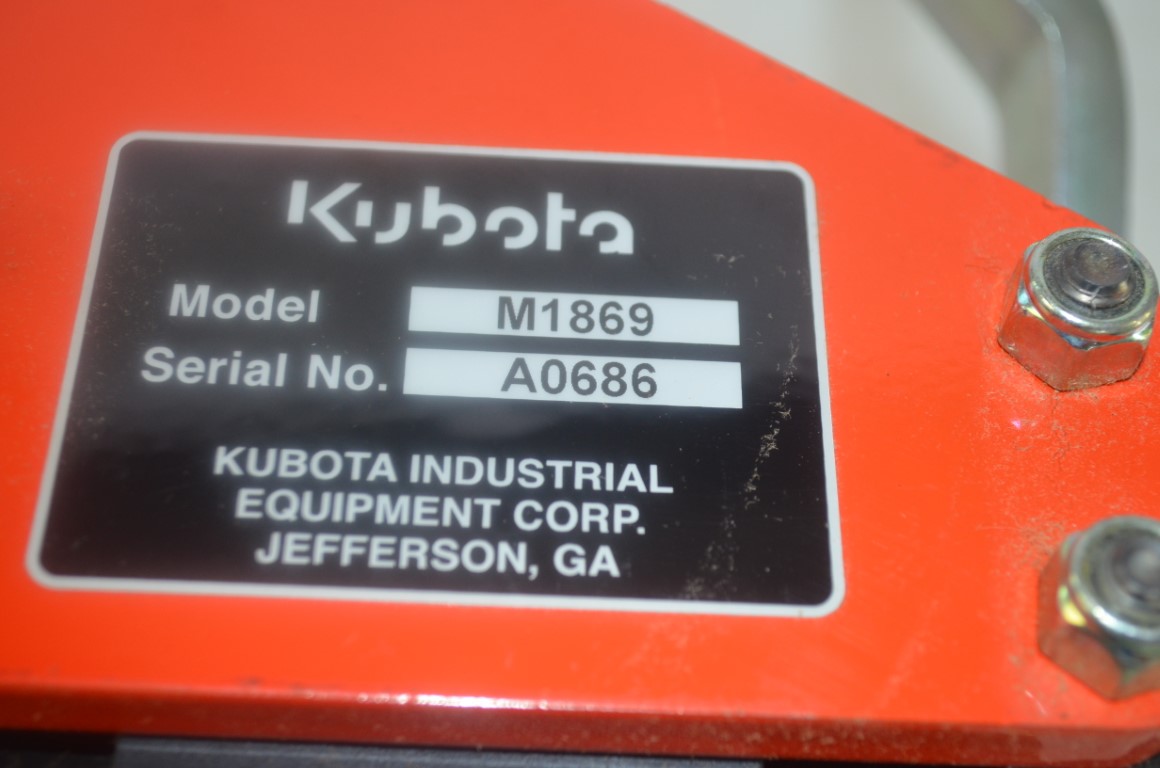 Kubota
Model M1869
Serial No. A0686
KUBOTA INDUSTRIAL
EQUIPMENT CORP.
JEFFERSON, GA